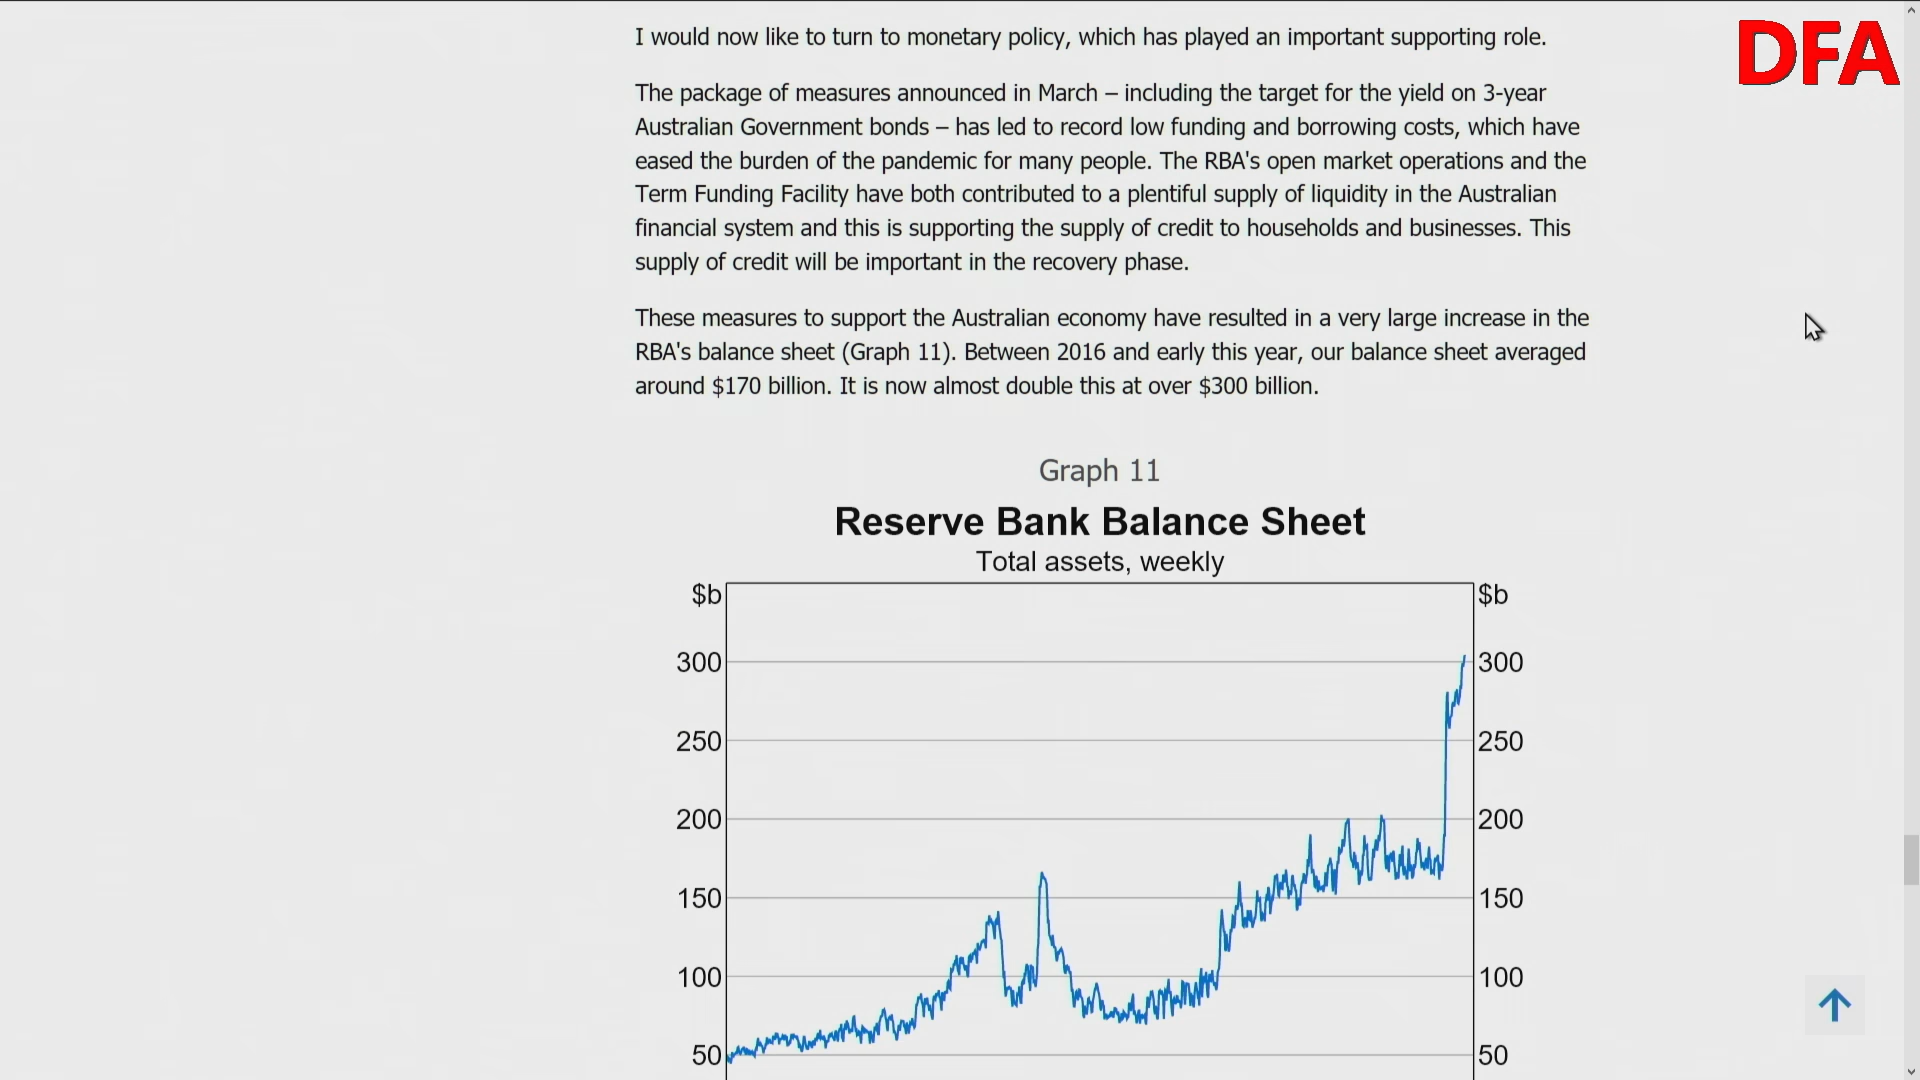 DFA
I would now like to turn to monetary policy, which has played an important supporting role.
The package of measures announced in March – including the target for the yield on 3-year
Australian Government bonds – has led to record low funding and borrowing costs, which have
eased the burden of the pandemic for many people. The RBA's open market operations and the
Term Funding Facility have both contributed to a plentiful supply of liquidity in the Australian
financial system and this is supporting the supply of credit to households and businesses. This
supply of credit will be important in the recovery phase.
These measures to support the Australian economy have resulted in a very large increase in the
RBA's balance sheet (Graph 11). Between 2016 and early this year, our balance sheet averaged
around $170 billion. It is now almost double this at over $300 billion.
Graph 11
Reserve Bank Balance Sheet
Total assets, weekly
$b $b
300 300
250 250
200 200
150 150
100 100
50 50